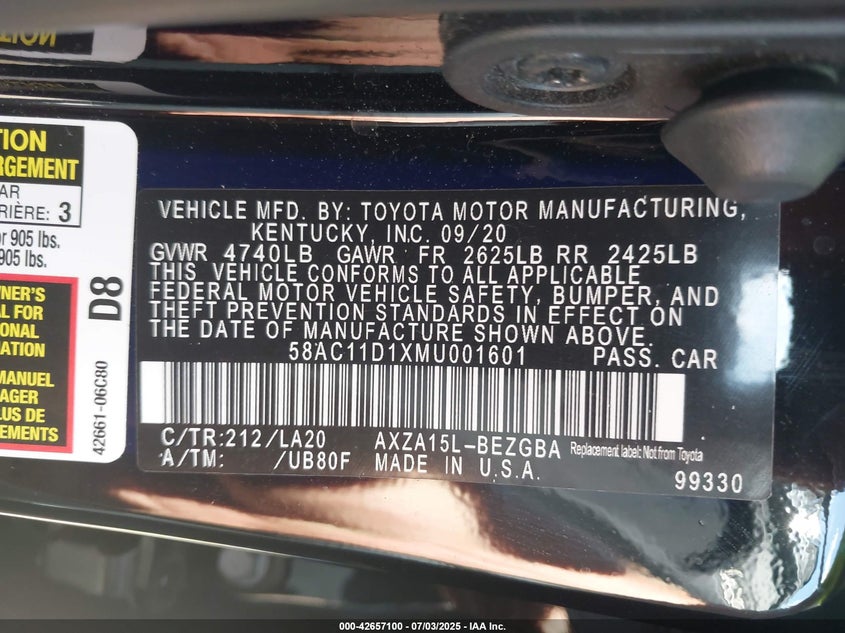 TION
TION
RGEMENT
AR
RIÈRE: 3
r 905 lbs.
905 lbs.
NER'S
AL FOR
IONAL
MATION
MANUEL
AGER
LUS DE
EMENTS
D8
42661-06C80
VEHICLE MFD. BY: TOYOTA MOTOR MANUFACTURING,
KENTUCKY, INC. 09/20
GVWR 4740LB GAWR FR 2625LB RR 2425LB
THIS VEHICLE CONFORMS TO ALL APPLICABLE
FEDERAL MOTOR VEHICLE SAFETY, BUMPER, AND
THEFT PREVENTION STANDARDS IN EFFECT ON
THE DATE OF MANUFACTURE SHOWN ABOVE.
58AC11D1XMU001601 PASS. CAR
C/TR:212/LA20 AXZA15L-BEZGBA Replacement label: Not from Toyota
A/TM: /UB80F MADE IN U.S.A.
99330
000-42657100 - 07/03/2025 - IAA Inc.